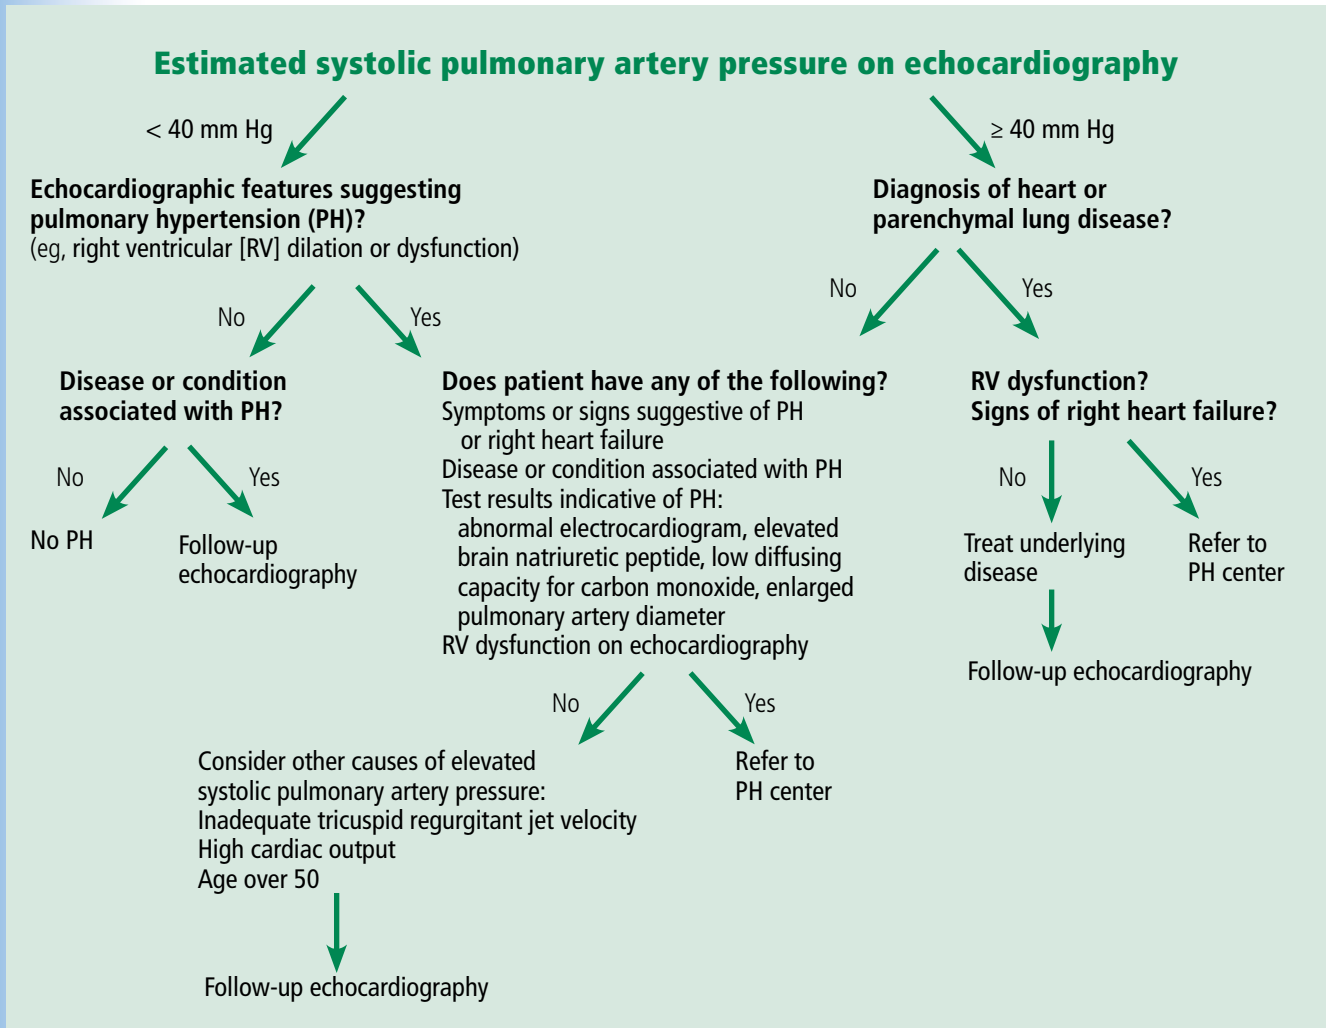 Estimated systolic pulmonary artery pressure on echocardiography
< 40 mm Hg
≥ 40 mm Hg
Echocardiographic features suggesting
pulmonary hypertension (PH)?
(eg, right ventricular [RV] dilation or dysfunction)
Diagnosis of heart or
parenchymal lung disease?
No
Yes
No
Yes
Disease or condition
associated with PH?
No
Yes
No PH
Follow-up
echocardiography
Does patient have any of the following?
Symptoms or signs suggestive of PH
or right heart failure
Disease or condition associated with PH
Test results indicative of PH:
abnormal electrocardiogram, elevated
brain natriuretic peptide, low diffusing
capacity for carbon monoxide, enlarged
pulmonary artery diameter
RV dysfunction on echocardiography
No
Yes
Consider other causes of elevated
systolic pulmonary artery pressure:
Inadequate tricuspid regurgitant jet velocity
High cardiac output
Age over 50
Follow-up echocardiography
Refer to
PH center
RV dysfunction?
Signs of right heart failure?
No
Yes
Treat underlying
disease
Follow-up echocardiography
Refer to
PH center